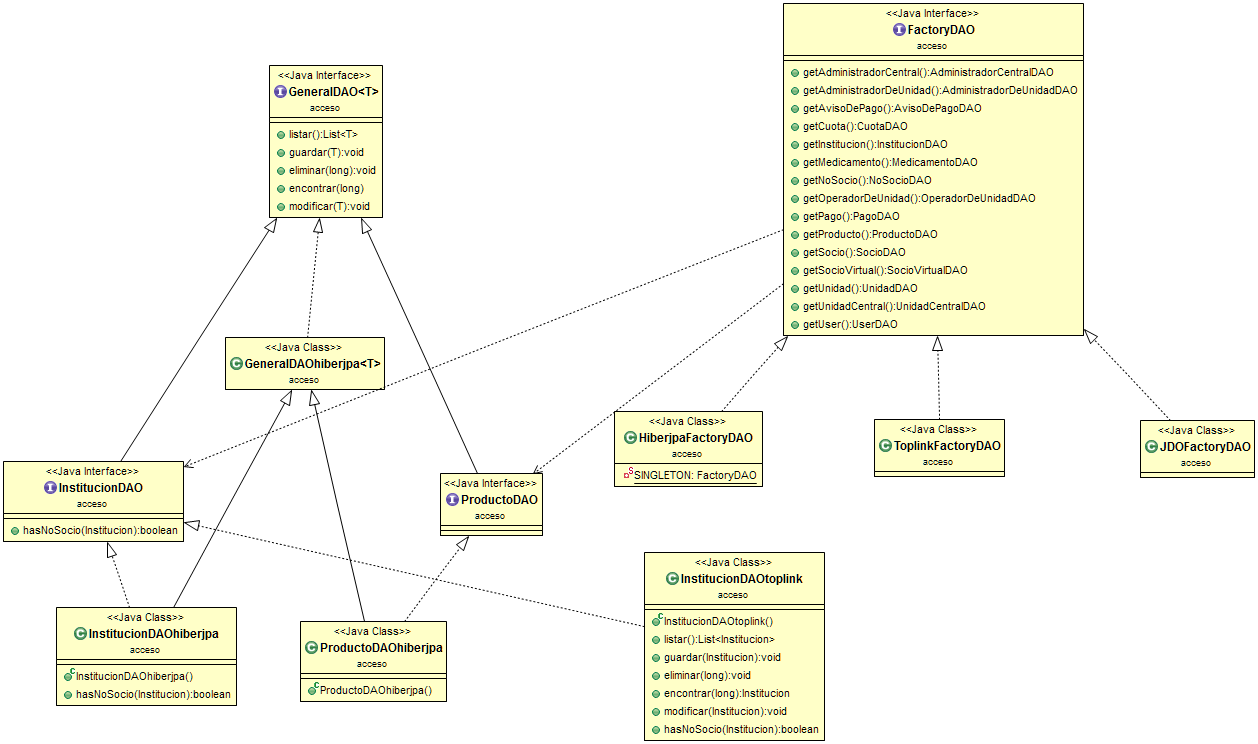 <<Java Interface>>
FactoryDAO
acceso
getAdministradorCentral():AdministradorCentralDAO
getAdministradorDeUnidad():AdministradorDeUnidadDAO
getAvisoDePago():AvisoDePagoDAO
getCuota():CuotaDAO
getInstitucion():InstitucionDAO
getMedicamento():MedicamentoDAO
getNoSocio():NoSocioDAO
getOperadorDeUnidad():OperadorDeUnidadDAO
getPago():PagoDAO
getProducto():ProductoDAO
getSocio():SocioDAO
getSocioVirtual():SocioVirtualDAO
getUnidad():UnidadDAO
getUnidadCentral():UnidadCentralDAO
getUser():UserDAO
<<Java Interface>>
GeneralDAO<T>
acceso
listar():List<T>
guardar(T):void
eliminar(long):void
encontrar(long)
modificar(T):void
<<Java Class>>
GeneralDAOhiberjpa<T>
acceso
<<Java Class>>
HiberjpaFactoryDAO
acceso
SINGLETON: FactoryDAO
<<Java Class>>
ToplinkFactoryDAO
acceso
<<Java Class>>
JDOFactoryDAO
acceso
<<Java Interface>>
InstitucionDAO
acceso
hasNoSocio(Institucion):boolean
<<Java Interface>>
ProductoDAO
acceso
<<Java Class>>
InstitucionDAOtoplink
acceso
InstitucionDAOtoplink()
listar():List<Institucion>
guardar(Institucion):void
eliminar(long):void
encontrar(long):Institucion
modificar(Institucion):void
hasNoSocio(Institucion):boolean
<<Java Class>>
InstitucionDAOhiberjpa
acceso
InstitucionDAOhiberjpa()
hasNoSocio(Institucion):boolean
<<Java Class>>
ProductoDAOhiberjpa
acceso
ProductoDAOhiberjpa()